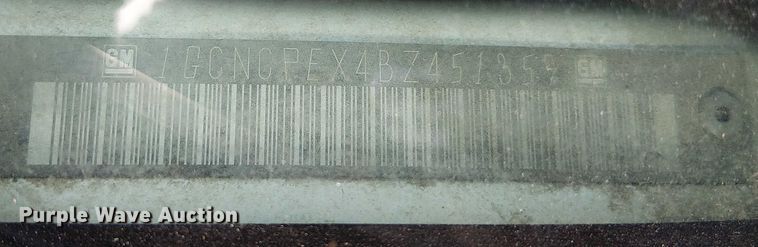 GM 1GCNCPEX4BZ451359 GM
Purple Wave Auction